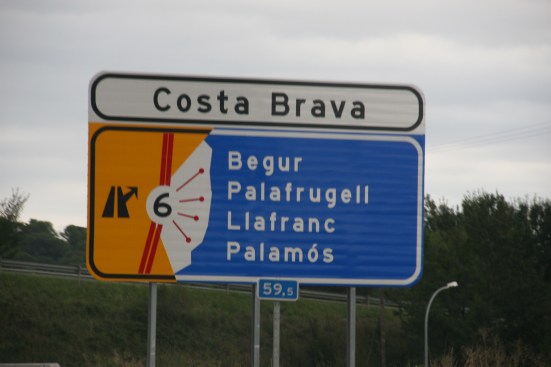 Costa Brava
6
Begur
Palafrugell
Llafranc
Palamós
59,5